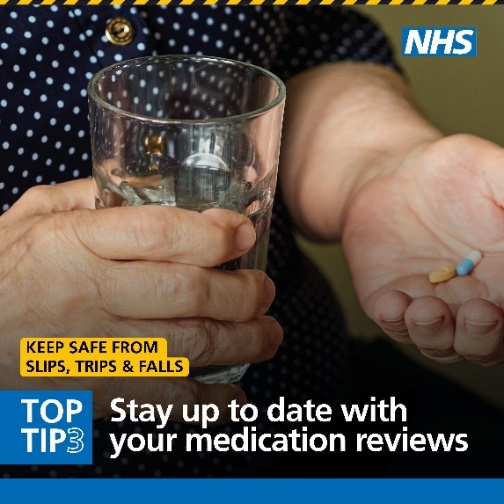 NHS
KEEP SAFE FROM
SLIPS, TRIPS & FALLS
TOP
TIP3
Stay up to date with
your medication reviews